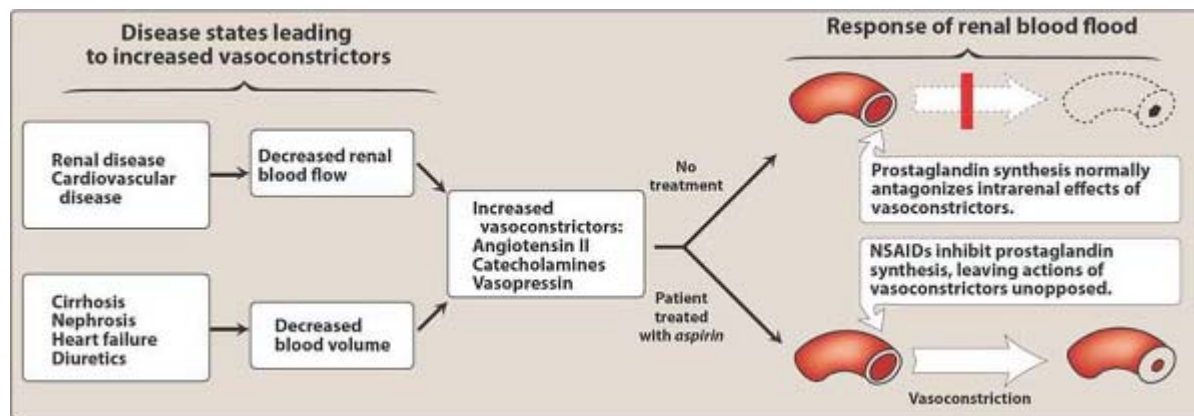 Disease states leading
to increased vasoconstrictors
Response of renal blood flood
Renal disease
Cardiovascular
disease
Decreased renal
blood flow
Cirrhosis
Nephrosis
Heart failure
Diuretics
Decreased
blood volume
Increased
vasoconstrictors:
Angiotensin II
Catecholamines
Vasopressin
No
treatment
Patient
treated
with aspirin
Prostaglandin synthesis normally
antagonizes intrarenal effects of
vasoconstrictors.
NSAIDs inhibit prostaglandin
synthesis, leaving actions of
vasoconstrictors unopposed.
Vasoconstriction